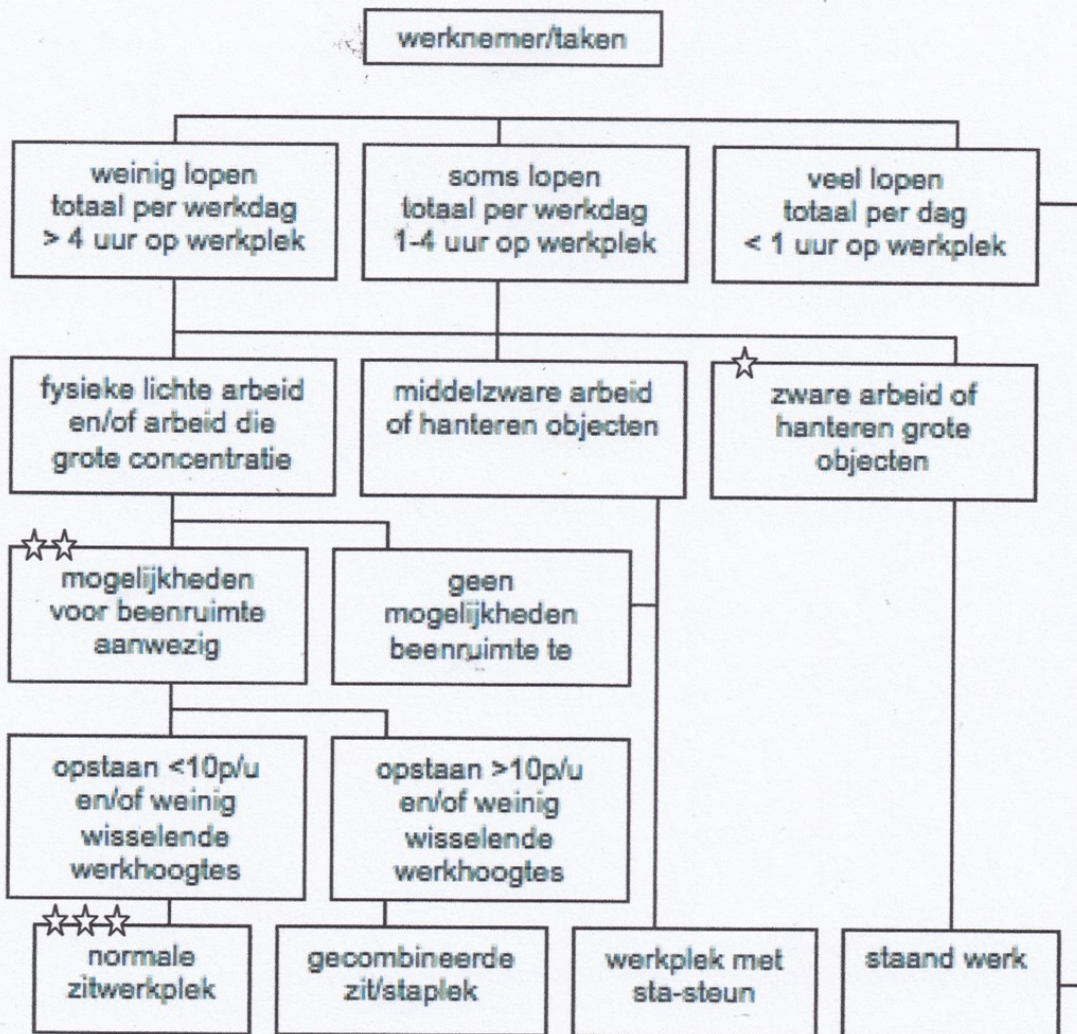 werknemer/taken
weinig lopen
totaal per werkdag
> 4 uur op werkplek
soms lopen
totaal per werkdag
1-4 uur op werkplek
veel lopen
totaal per dag
< 1 uur op werkplek
fysieke lichte arbeid
en/of arbeid die
grote concentratie
middelzware arbeid
of hanteren objecten
zware arbeid of
hanteren grote
objecten
mogelijkheden
voor beenruimte
aanwezig
geen
mogelijkheden
beenruimte te
opstaan <10p/u
en/of weinig
wisselende
werkhoogtes
opstaan >10p/u
en/of weinig
wisselende
werkhoogtes
normale
zitwerkplek
gecombineerde
zit/staplek
werkplek met
sta-steun
staand werk